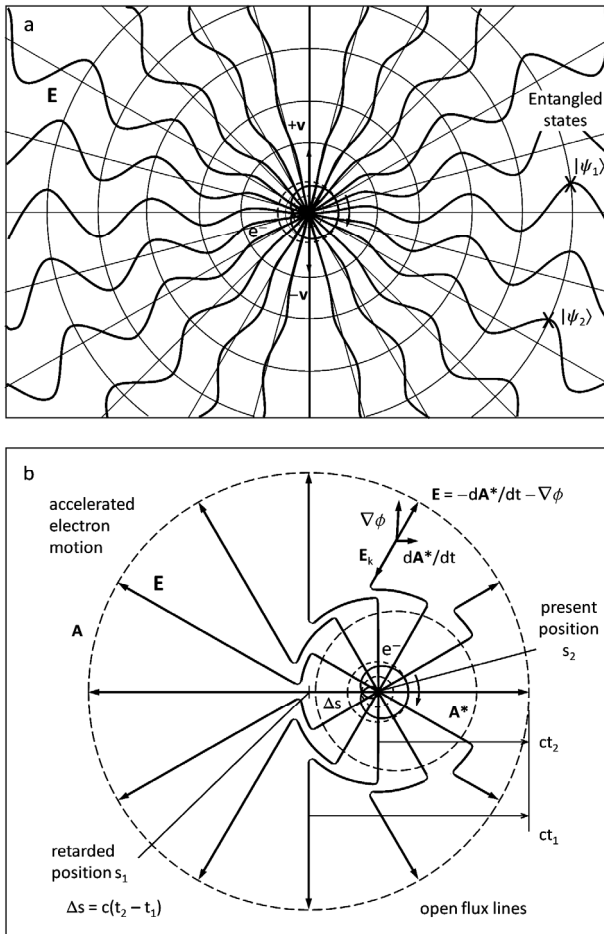 a
E
+v
Entangled
states
|ψ₁⟩
e⁻
−v
|ψ₂⟩
b
accelerated
electron
motion
E = −dA*/dt − ∇ϕ
∇ϕ
E
Eₖ
dA*/dt
A
present
position
s₂
e⁻
Δs
A*
ct₂
retarded
position s₁
ct₁
Δs = c(t₂ − t₁)
open flux lines